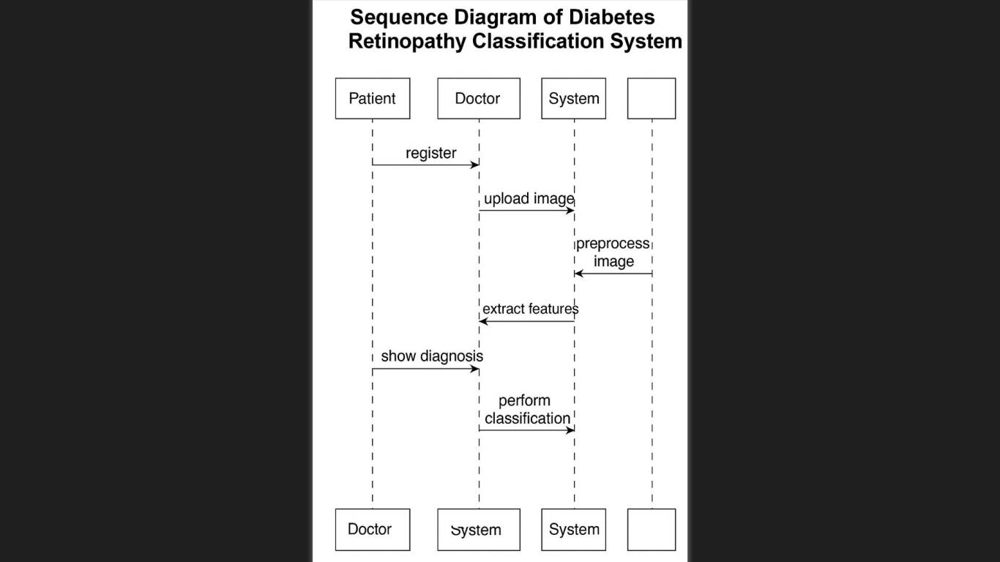 Sequence Diagram of Diabetes
Retinopathy Classification System
Patient
Doctor
System
register
upload image
preprocess
image
extract features
show diagnosis
perform
classification
Doctor
System
System